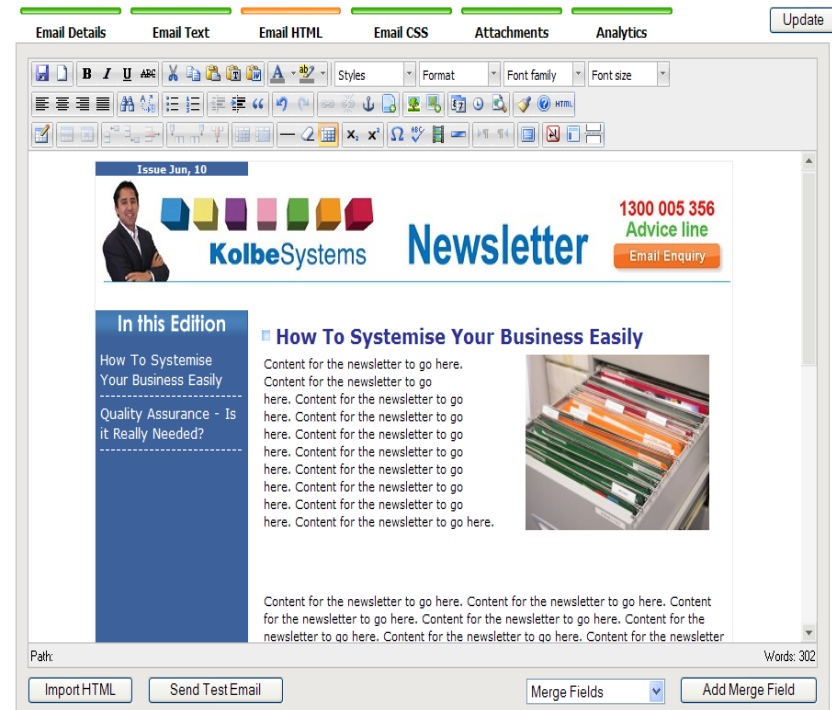 Email Details
Email Text
Email HTML
Email CSS
Attachments
Analytics
Update
B I U ABC
Styles
Format
Font family
Font size
HTML
Issue Jun, 10
KolbeSystems
Newsletter
1300 005 356
Advice line
Email Enquiry
In this Edition
How To Systemise
Your Business Easily
Quality Assurance - Is
it Really Needed?
How To Systemise Your Business Easily
Content for the newsletter to go here.
Content for the newsletter to go
here. Content for the newsletter to go
here. Content for the newsletter to go
here. Content for the newsletter to go
here. Content for the newsletter to go
here. Content for the newsletter to go
here. Content for the newsletter to go
here. Content for the newsletter to go
here. Content for the newsletter to go here.
Content for the newsletter to go here. Content for the newsletter to go here. Content
for the newsletter to go here. Content for the newsletter to go here. Content for the
newsletter to go here. Content for the newsletter to go here. Content for the newsletter
Path:
Words: 302
Import HTML
Send Test Email
Merge Fields
Add Merge Field